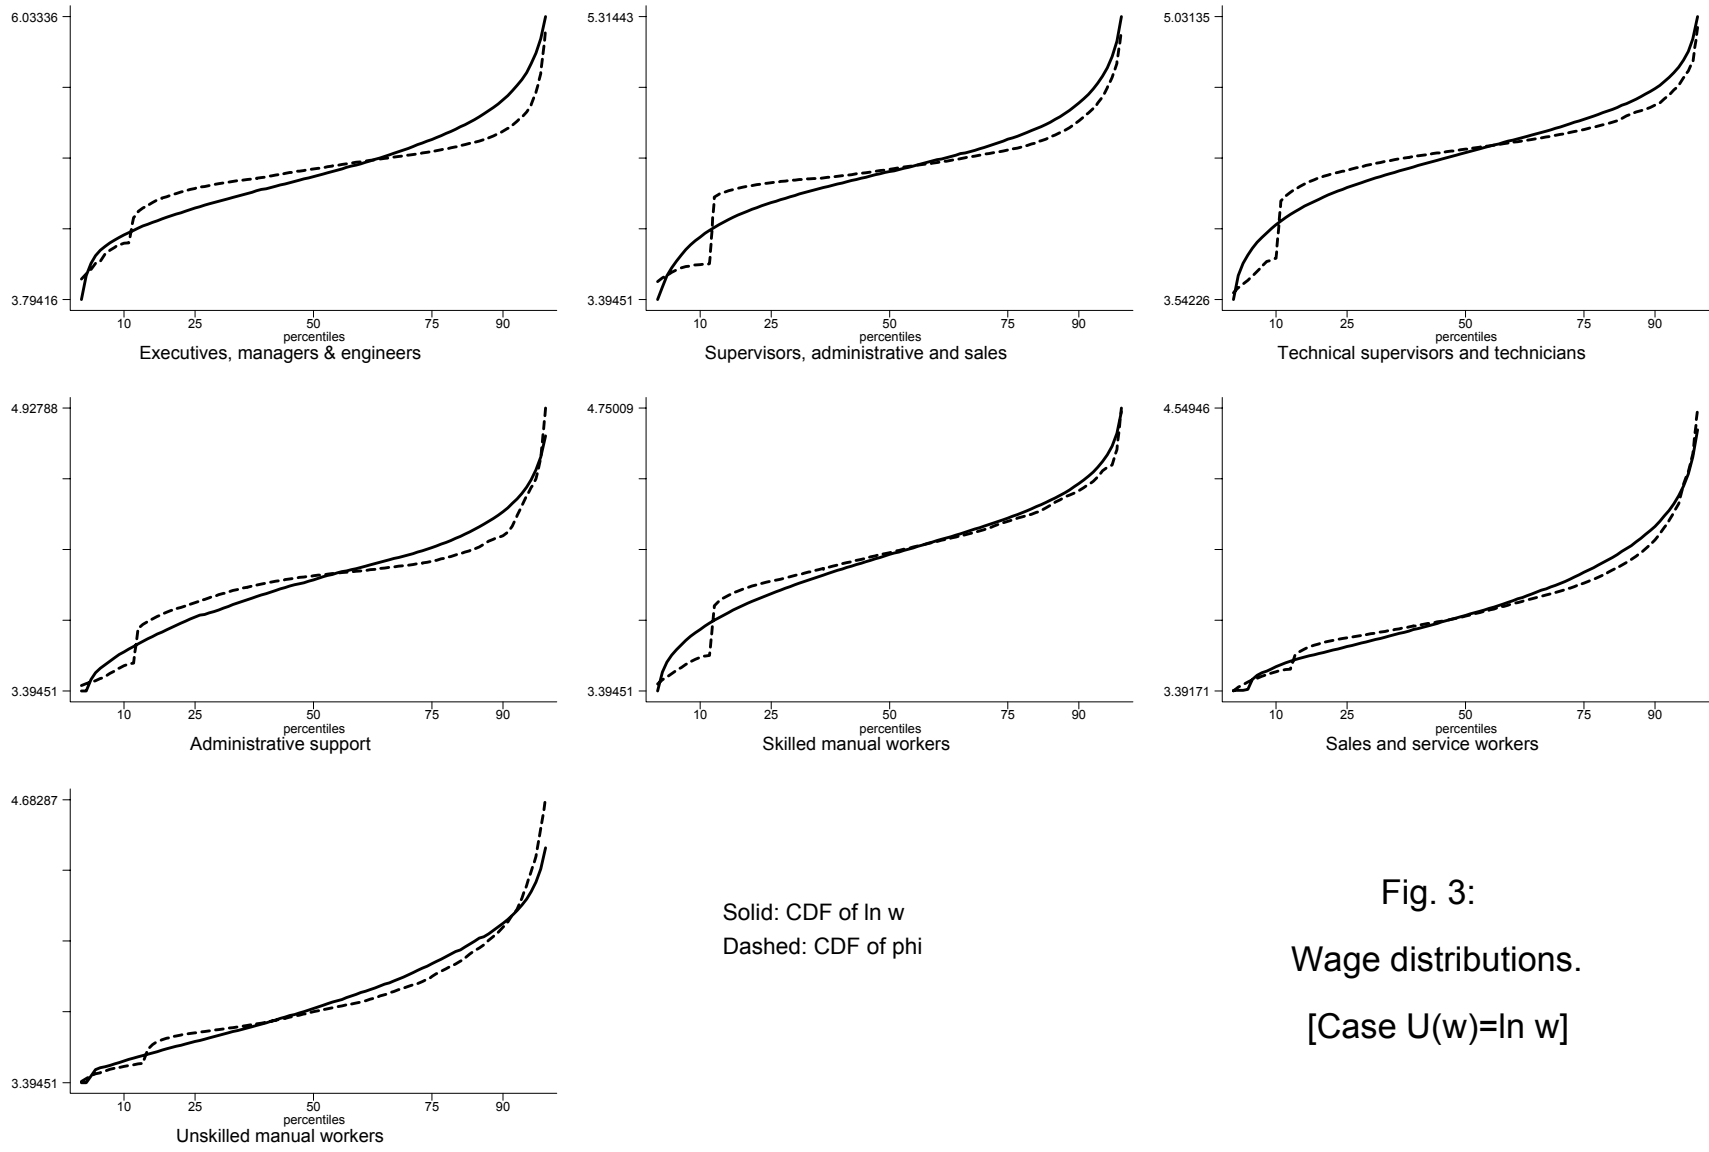 6.03336
3.79416
10 25 50 75 90
percentiles
Executives, managers & engineers
5.31443
3.39451
10 25 50 75 90
percentiles
Supervisors, administrative and sales
5.03135
3.54226
10 25 50 75 90
percentiles
Technical supervisors and technicians
4.92788
3.39451
10 25 50 75 90
percentiles
Administrative support
4.75009
3.39451
10 25 50 75 90
percentiles
Skilled manual workers
4.54946
3.39171
10 25 50 75 90
percentiles
Sales and service workers
4.68287
3.39451
10 25 50 75 90
percentiles
Unskilled manual workers
Solid: CDF of ln w
Dashed: CDF of phi
Fig. 3:
Wage distributions.
[Case U(w)=ln w]